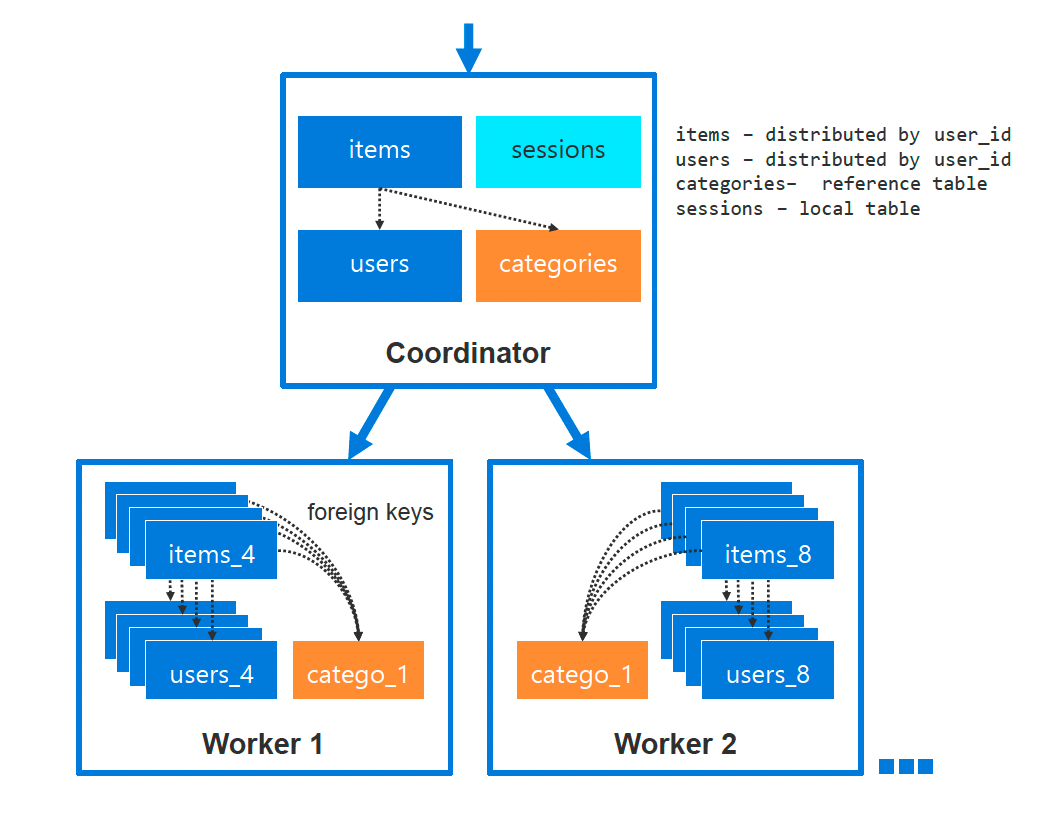 items sessions
items – distributed by user_id
users – distributed by user_id
categories–  reference table
sessions – local table
users categories
Coordinator
foreign keys
items_4
items_8
users_4 catego_1
catego_1 users_8
Worker 1
Worker 2